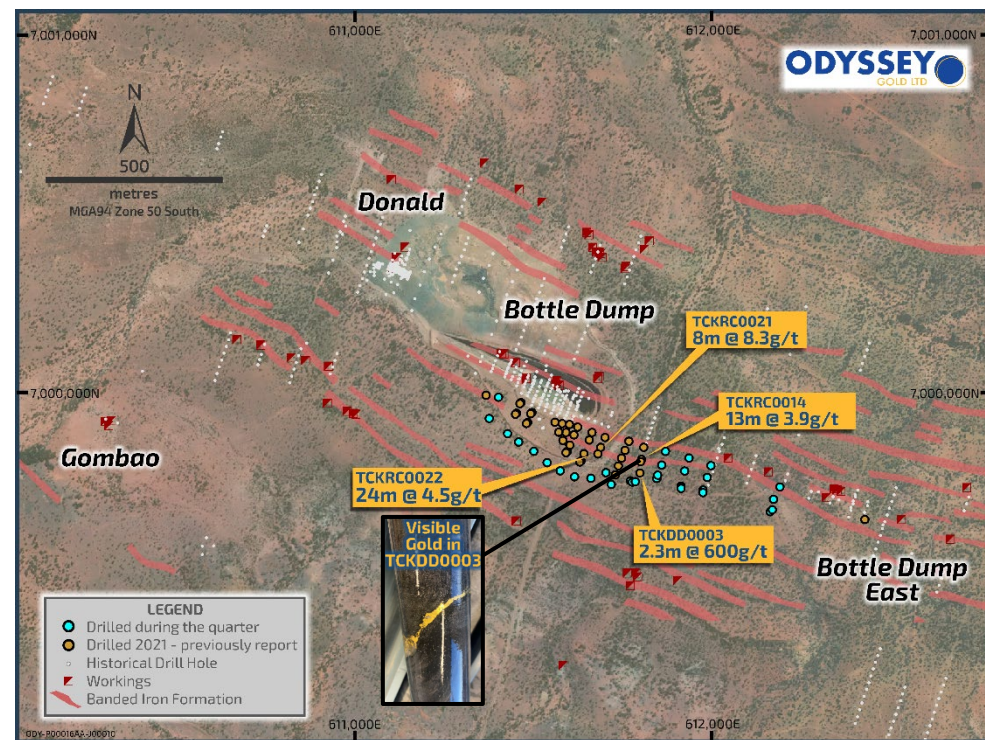 611,000E
612,000E
7,001,000N
7,001,000N
ODYSSEY
GOLD LTD
N
500
metres
MGA94 Zone 50 South
Donald
Bottle Dump
TCKRC0021
8m @ 8.3g/t
7,000,000N
7,000,000N
TCKRC0014
13m @ 3.9g/t
Gombao
TCKRC0022
24m @ 4.5g/t
Visible
Gold in
TCKDD0003
TCKDD0003
2.3m @ 600g/t
Bottle Dump
East
LEGEND
Drilled during the quarter
Drilled 2021 - previously report
Historical Drill Hole
Workings
Banded Iron Formation
611,000E
612,000E